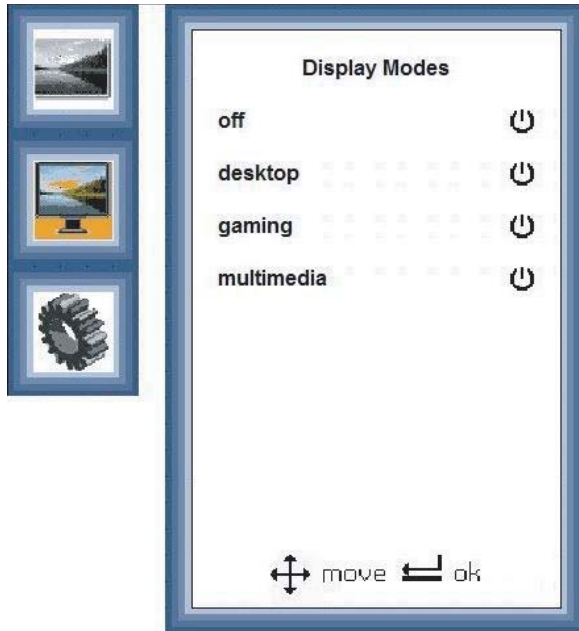 Display Modes
off
desktop
gaming
multimedia
move ok